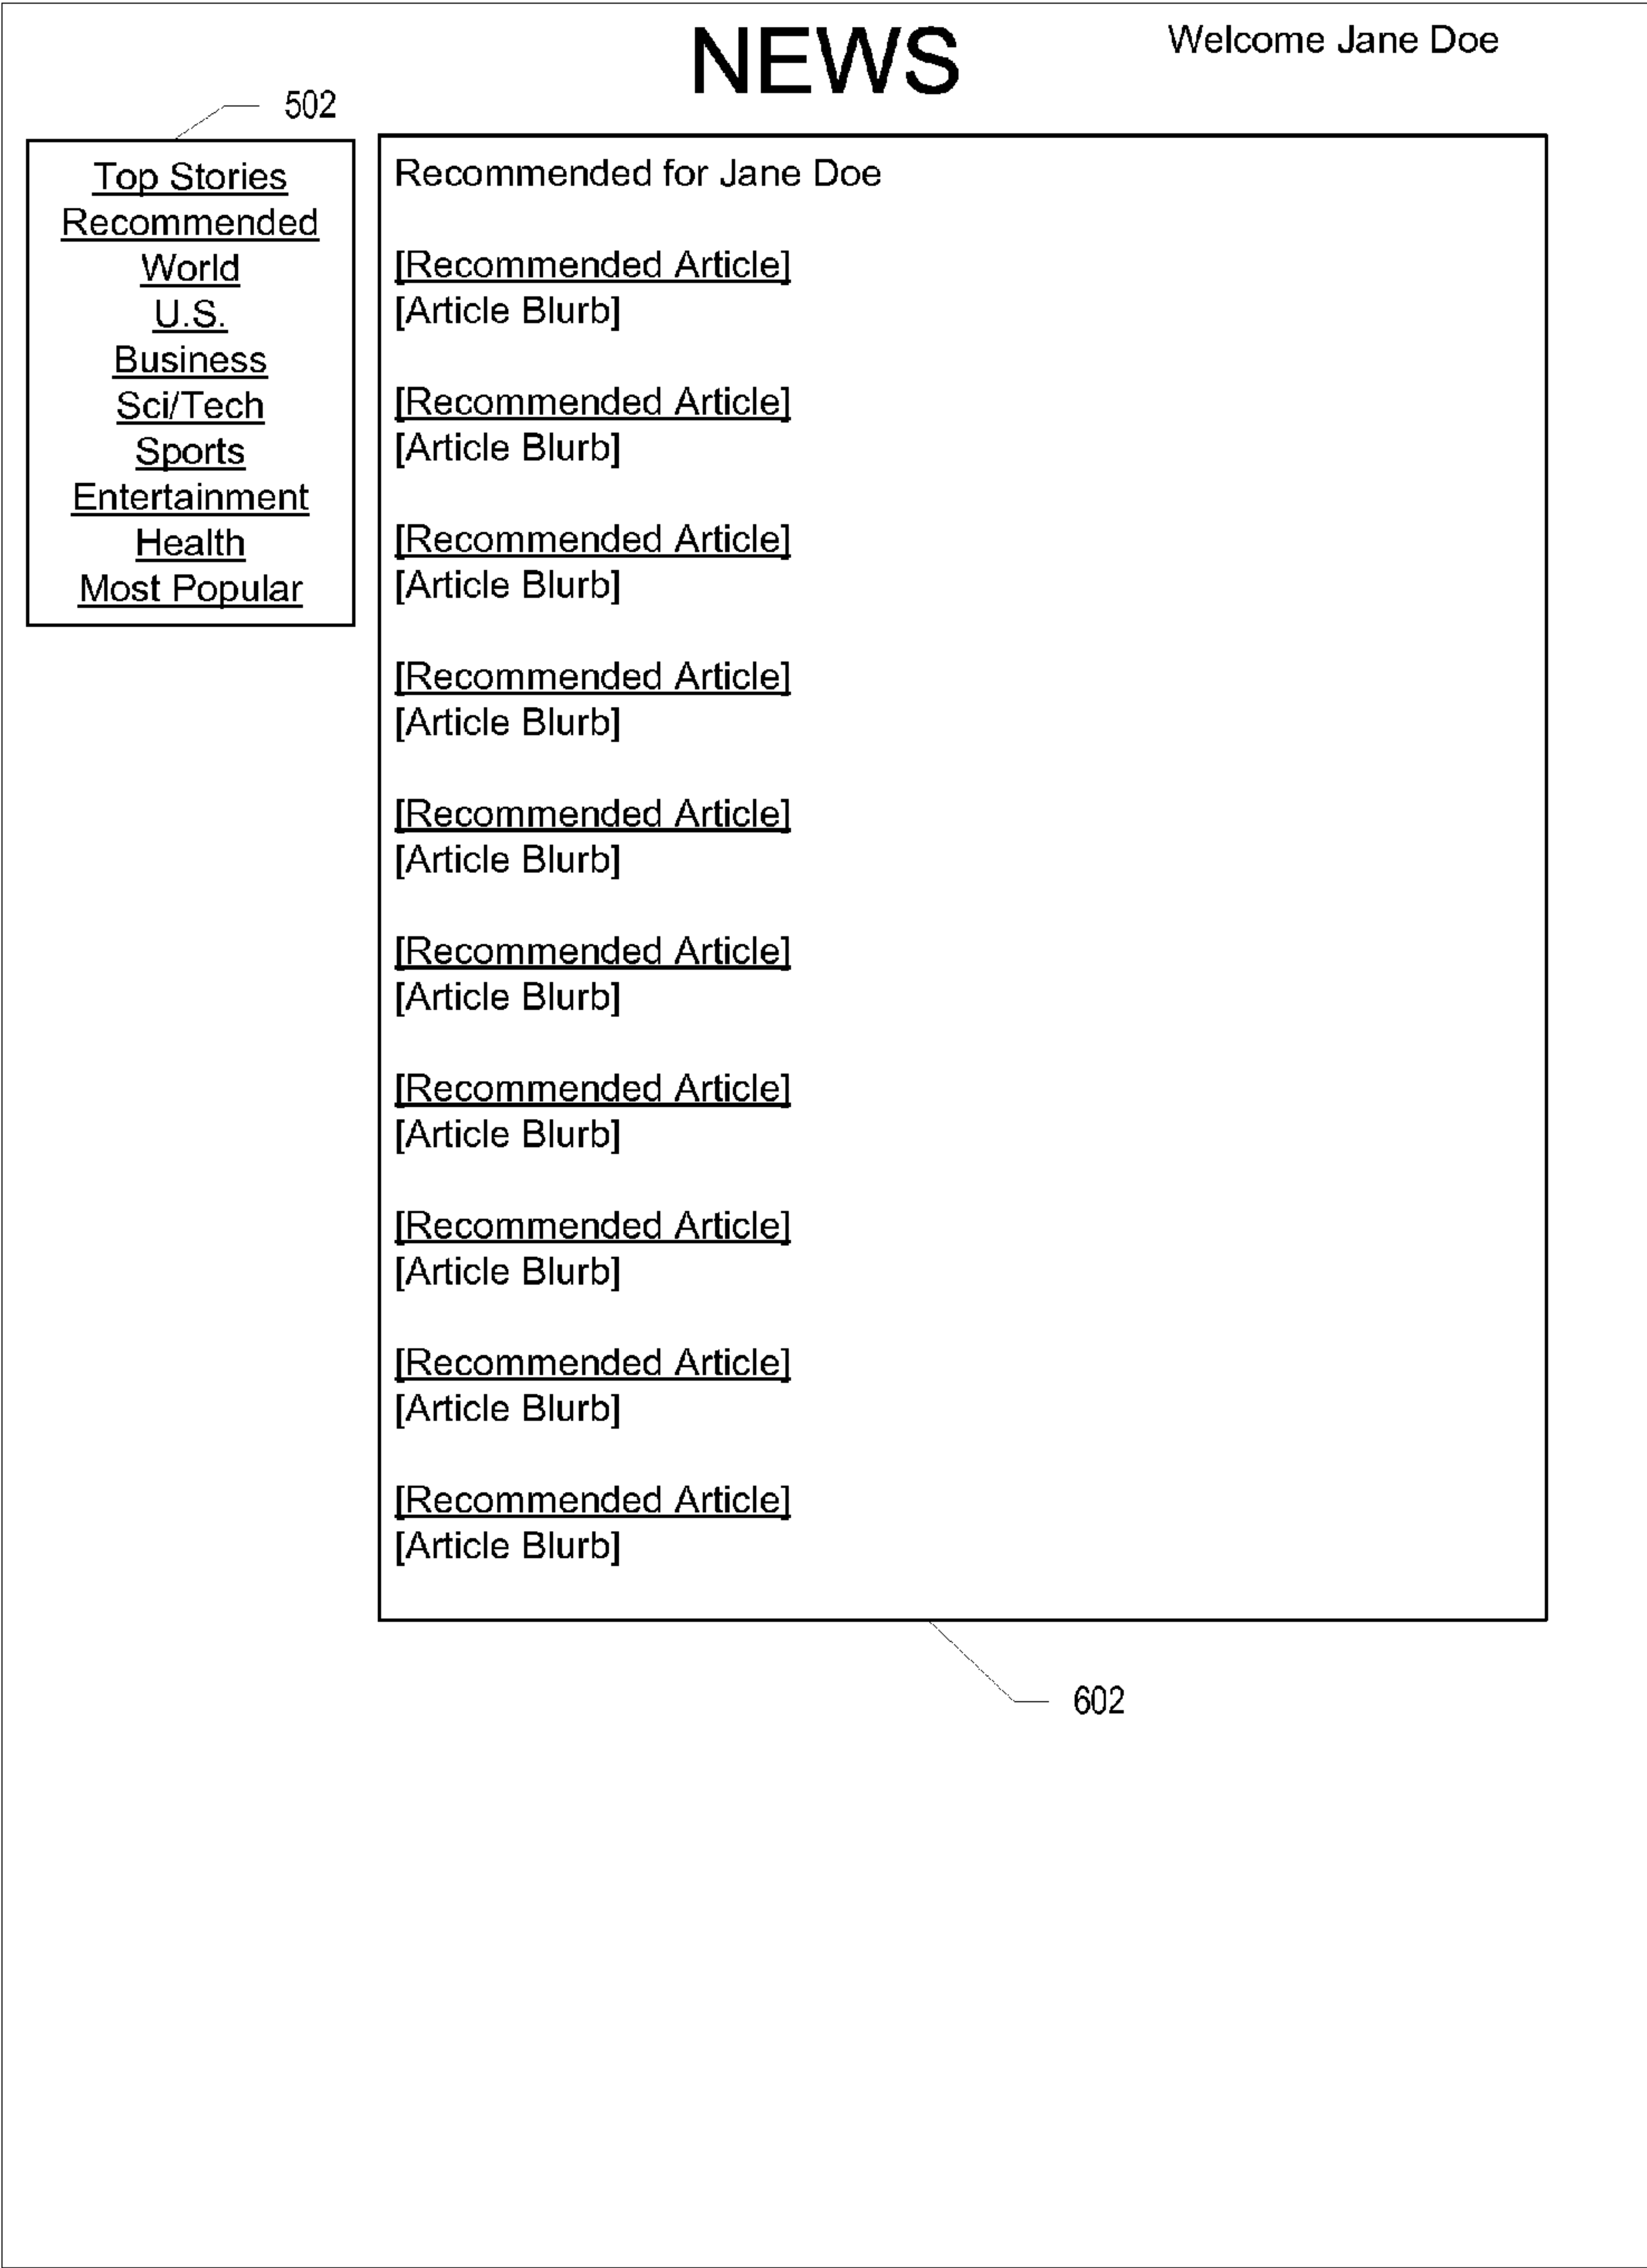 NEWS
Welcome Jane Doe
502
Top Stories
Recommended
World
U.S.
Business
Sci/Tech
Sports
Entertainment
Health
Most Popular
Recommended for Jane Doe
[Recommended Article]
[Article Blurb]
[Recommended Article]
[Article Blurb]
[Recommended Article]
[Article Blurb]
[Recommended Article]
[Article Blurb]
[Recommended Article]
[Article Blurb]
[Recommended Article]
[Article Blurb]
[Recommended Article]
[Article Blurb]
[Recommended Article]
[Article Blurb]
[Recommended Article]
[Article Blurb]
[Recommended Article]
[Article Blurb]
602